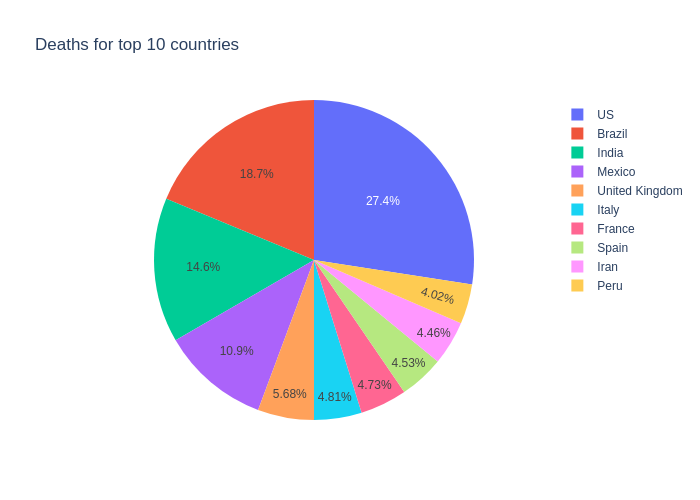 Deaths for top 10 countries
27.4%
18.7%
14.6%
10.9%
5.68%
4.81%
4.73%
4.53%
4.46%
4.02%
US
Brazil
India
Mexico
United Kingdom
Italy
France
Spain
Iran
Peru